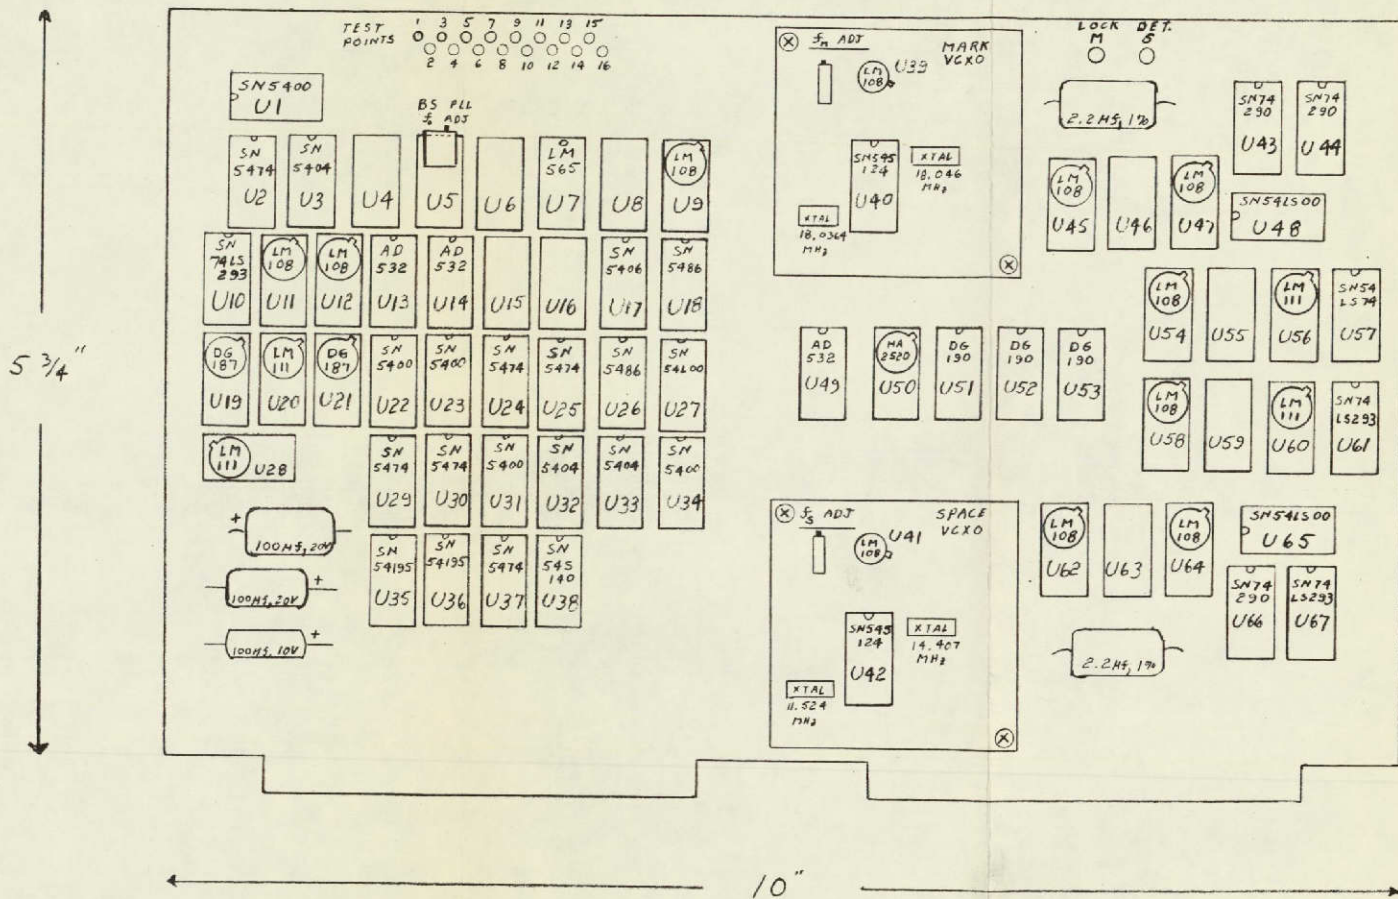 TEST POINTS
1 3 5 7 9 11 13 15
2 4 6 8 10 12 14 16
LOCK DET.
M S
SN5400
U1
BS PLL
f₀ ADJ
SN 5474 U2
SN 5404 U3
U4
U5
U6
LM 565 U7
U8
LM 108 U9
SN 74LS 293 U10
LM 108 U11
LM 108 U12
AD 532 U13
AD 532 U14
U15
U16
SN 5406 U17
SN 5486 U18
DG 187 U19
LM 111 U20
DG 187 U21
SN 5400 U22
SN 5400 U23
SN 5474 U24
SN 5474 U25
SN 5486 U26
SN 54L00 U27
LM 111 U28
SN 5474 U29
SN 5474 U30
SN 5400 U31
SN 5404 U32
SN 5404 U33
SN 5400 U34
SN 54195 U35
SN 54195 U36
SN 5474 U37
SN 54S 140 U38
+
100Mf, 20V
+
100Mf, 20V
+
100Mf, 10V
fM ADJ
MARK
VCXO
LM 108 U39
SN54S 124 U40
XTAL
18.046
MHz
XTAL
18.0364
MHz
2.2Mf, 1%
SN74 290 U43
SN74 290 U44
LM 108 U45
U46
LM 108 U47
SN54LS00
U48
AD 532 U49
HA 2520 U50
DG 190 U51
DG 190 U52
DG 190 U53
LM 108 U54
U55
LM 111 U56
SN54 LS74 U57
LM 108 U58
U59
LM 111 U60
SN74 LS293 U61
fS ADJ
SPACE
VCXO
LM 108 U41
SN54S 124 U42
XTAL
14.407
MHz
XTAL
11.524
MHz
LM 108 U62
U63
LM 108 U64
SN54LS00
U65
SN74 290 U66
SN74 LS293 U67
2.2Mf, 1%
5 3/4"
10"